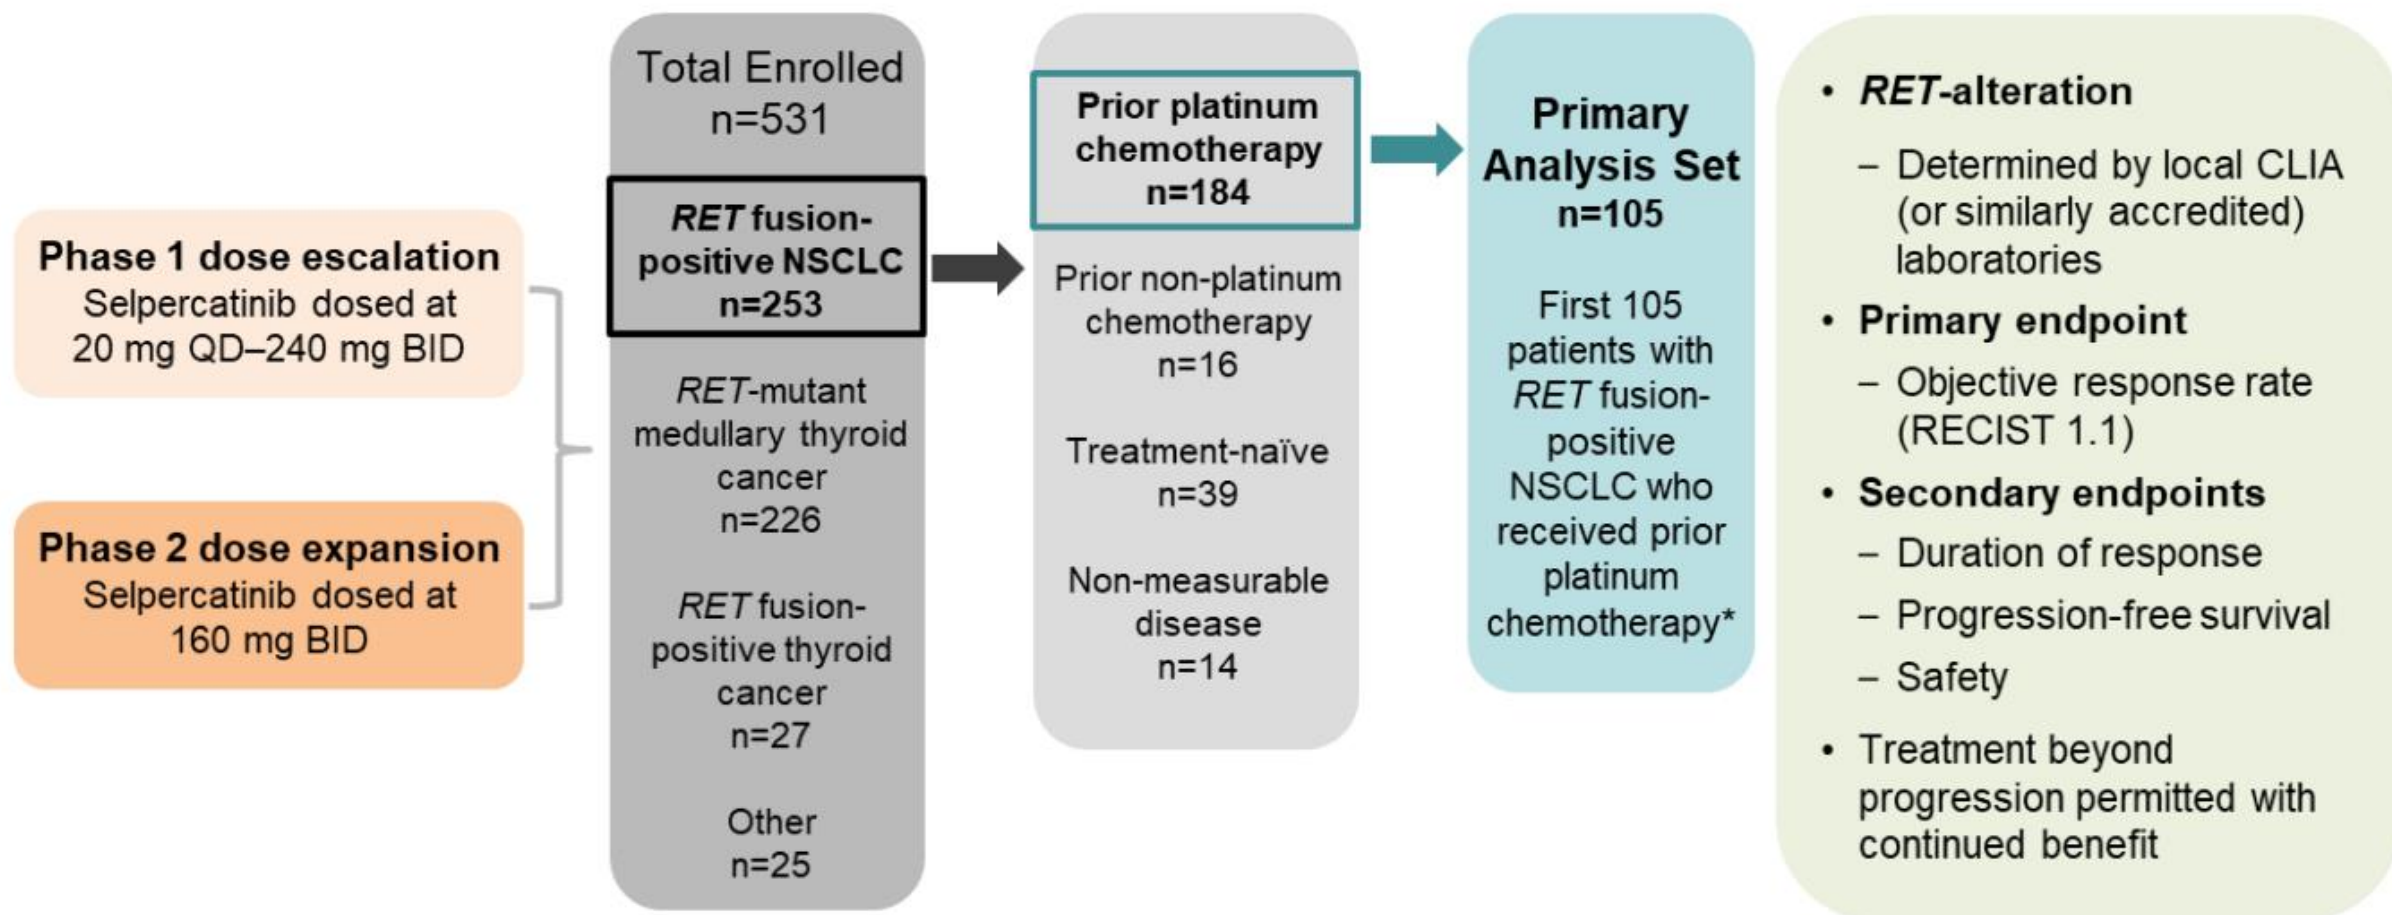 Phase 1 dose escalation
Selpercatinib dosed at
20 mg QD–240 mg BID
Phase 2 dose expansion
Selpercatinib dosed at
160 mg BID
Total Enrolled
n=531
RET fusion-
positive NSCLC
n=253
RET-mutant
medullary thyroid
cancer
n=226
RET fusion-
positive thyroid
cancer
n=27
Other
n=25
Prior platinum
chemotherapy
n=184
Prior non-platinum
chemotherapy
n=16
Treatment-naïve
n=39
Non-measurable
disease
n=14
Primary
Analysis Set
n=105
First 105
patients with
RET fusion-
positive
NSCLC who
received prior
platinum
chemotherapy*
• RET-alteration
– Determined by local CLIA
(or similarly accredited)
laboratories
• Primary endpoint
– Objective response rate
(RECIST 1.1)
• Secondary endpoints
– Duration of response
– Progression-free survival
– Safety
• Treatment beyond
progression permitted with
continued benefit